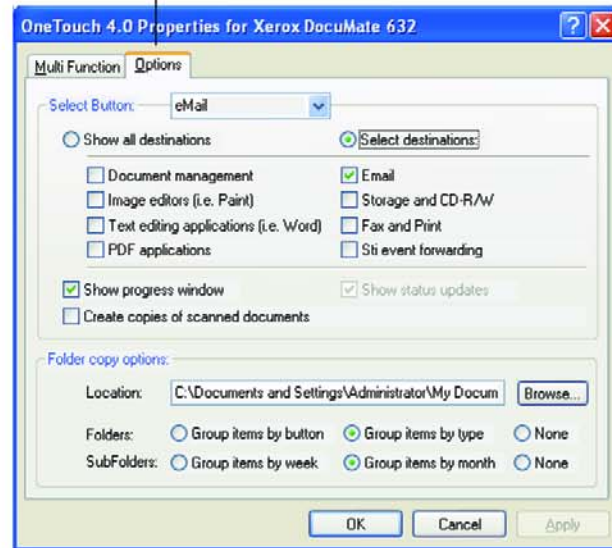 OneTouch 4.0 Properties for Xerox DocuMate 632
Multi Function Options
Select Button: eMail
Show all destinations Select destinations:
Document management Email
Image editors (i.e. Paint) Storage and CD-R/W
Text editing applications (i.e. Word) Fax and Print
PDF applications Sti event forwarding
Show progress window Show status updates
Create copies of scanned documents
Folder copy options:
Location: C:\Documents and Settings\Administrator\My Docum Browse...
Folders: Group items by button Group items by type None
SubFolders: Group items by week Group items by month None
OK Cancel Apply